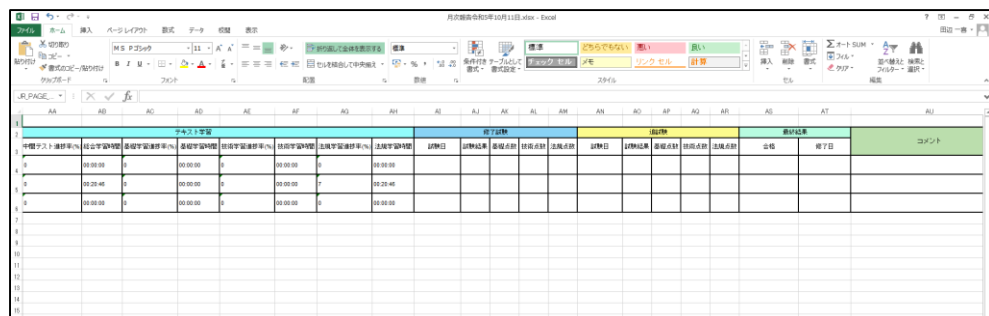 月次報告令和5年10月11日.xlsx - Excel
ファイル ホーム 挿入 ページ レイアウト 数式 データ 校閲 表示
田辺 一喜
貼り付け
切り取り
コピー
書式のコピー/貼り付け
クリップボード
ＭＳ Ｐゴシック 11
B I U
フォント
折り返して全体を表示する
セルを結合して中央揃え
配置
標準
数値
条件付き書式
テーブルとして書式設定
標準 どちらでもない 悪い 良い
チェック セル メモ リンク セル 計算
スタイル
挿入 削除 書式
セル
オート SUM
フィル
クリア
並べ替えと フィルター
検索と 選択
編集
JR_PAGE_...
AA AB AC AD AE AF AG AH AI AJ AK AL AM AN AO AP AQ AR AS AT AU
1
2 テキスト学習 修了試験 追試験 最終結果 コメント
3 中間テスト進捗率(%) 総合学習時間 基礎学習進捗率(%) 基礎学習時間 技術学習進捗率(%) 技術学習時間 法規学習進捗率(%) 法規学習時間 試験日 試験結果 基礎点数 技術点数 法規点数 試験日 試験結果 基礎点数 技術点数 法規点数 合格 修了日
4 0 00:00:00 0 00:00:00 0 00:00:00 0 00:00:00
5 0 00:20:46 0 00:00:00 0 00:00:00 7 00:20:46
6 0 00:00:00 0 00:00:00 0 00:00:00 0 00:00:00
7
8
9
10
11
12
13
14
15